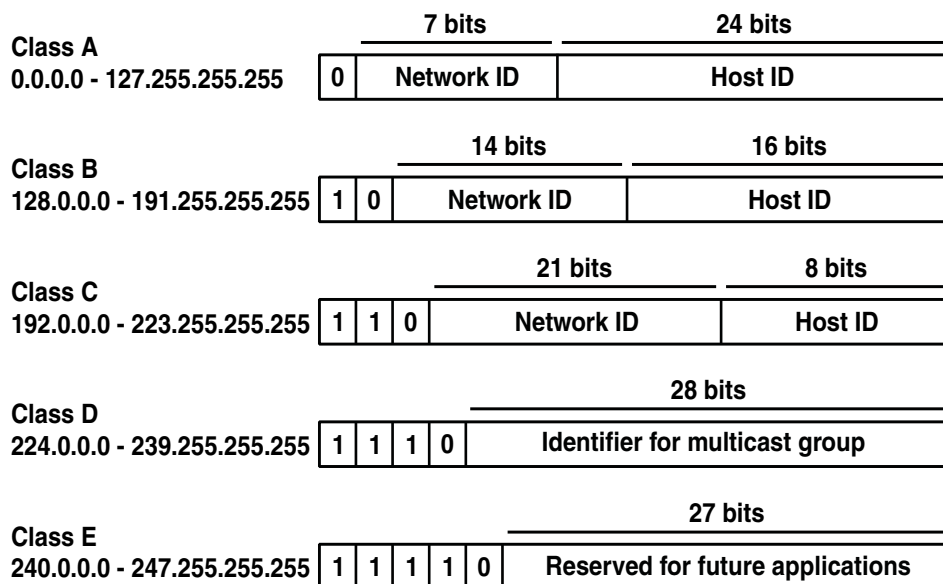 7 bits 24 bits
Class A
0.0.0.0 - 127.255.255.255 0 Network ID Host ID
14 bits 16 bits
Class B
128.0.0.0 - 191.255.255.255 1 0 Network ID Host ID
21 bits 8 bits
Class C
192.0.0.0 - 223.255.255.255 1 1 0 Network ID Host ID
28 bits
Class D
224.0.0.0 - 239.255.255.255 1 1 1 0 Identifier for multicast group
27 bits
Class E
240.0.0.0 - 247.255.255.255 1 1 1 1 0 Reserved for future applications